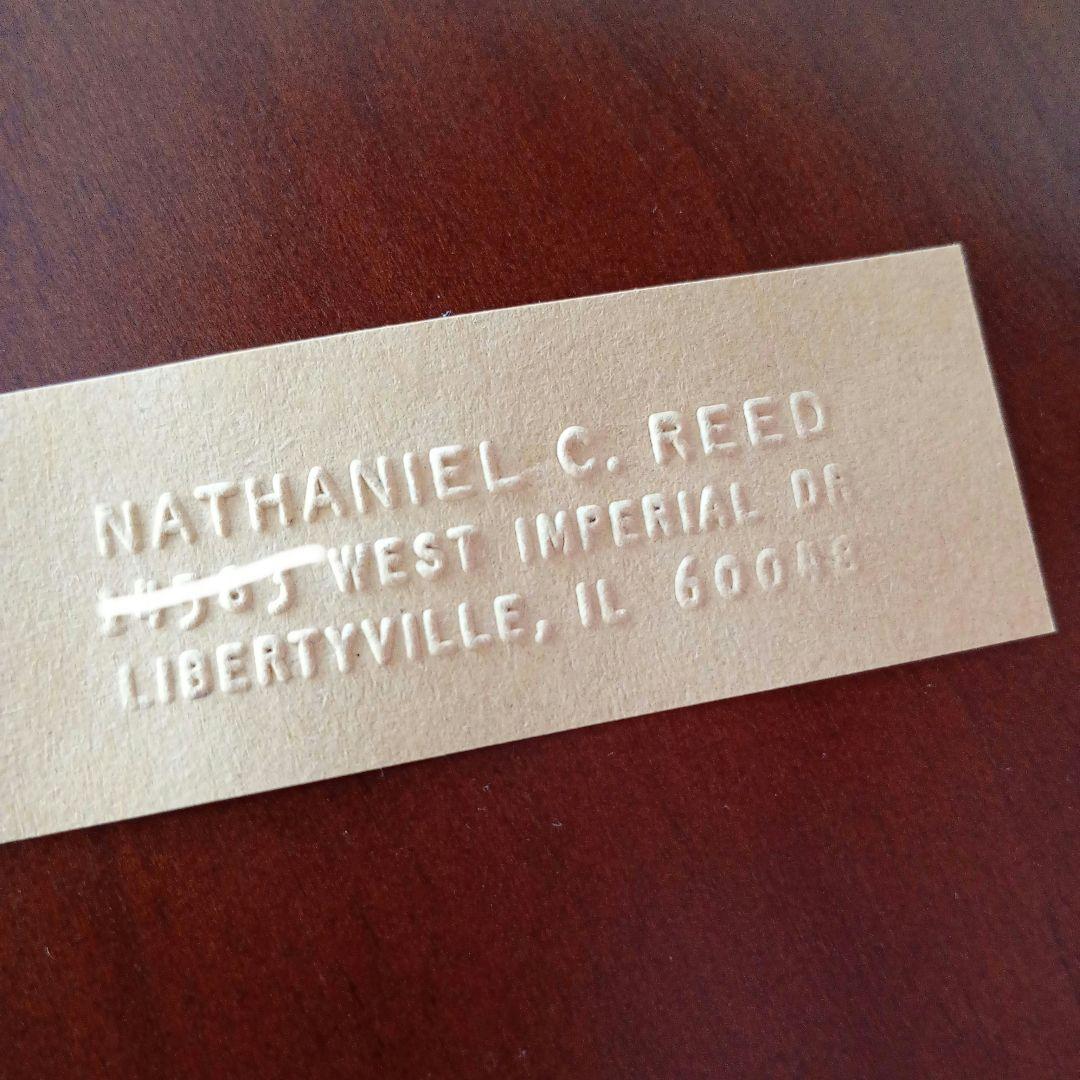 NATHANIEL C. REED
WEST IMPERIAL DR
LIBERTYVILLE, IL 60048